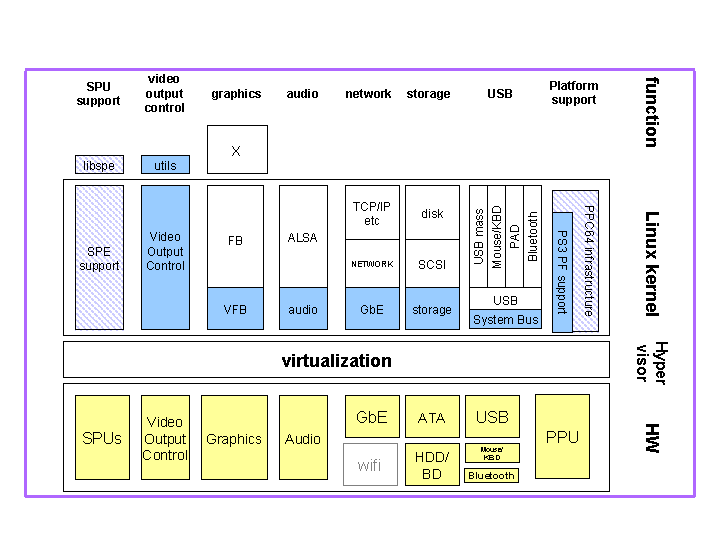 SPU
support
video
output
control
graphics
audio
network
storage
USB
Platform
support
function
X
libspe
utils
SPE
support
Video
Output
Control
FB
VFB
ALSA
audio
TCP/IP
etc
NETWORK
GbE
disk
SCSI
storage
USB mass
Mouse/KBD
PAD
Bluetooth
USB
System Bus
PS3 PF support
PPC64 infrastructure
Linux kernel
virtualization
Hyper
visor
SPUs
Video
Output
Control
Graphics
Audio
GbE
wifi
ATA
HDD/
BD
USB
Mouse/
KBD
Bluetooth
PPU
HW